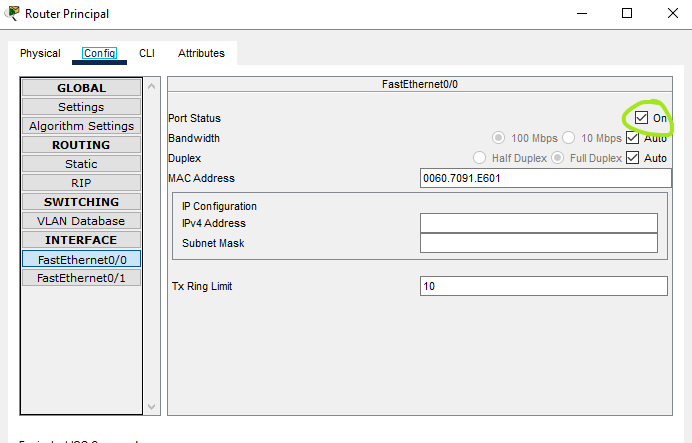 Router Principal
Physical Config CLI Attributes
GLOBAL
Settings
Algorithm Settings
ROUTING
Static
RIP
SWITCHING
VLAN Database
INTERFACE
FastEthernet0/0
FastEthernet0/1
FastEthernet0/0
Port Status On
Bandwidth 100 Mbps 10 Mbps Auto
Duplex Half Duplex Full Duplex Auto
MAC Address 0060.7091.E601
IP Configuration
IPv4 Address
Subnet Mask
Tx Ring Limit 10